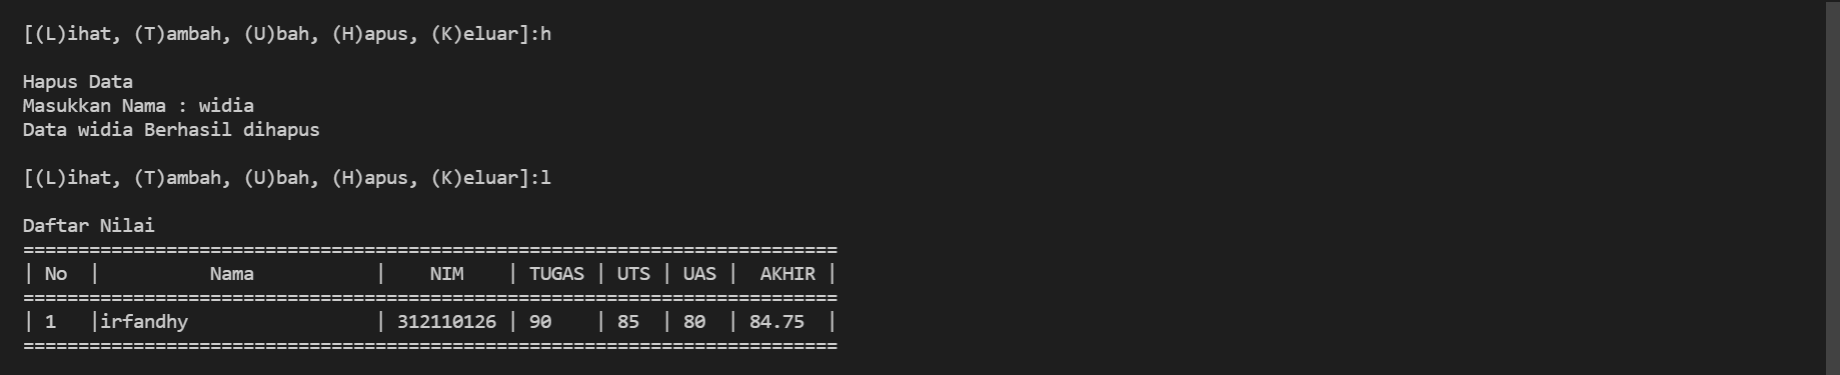 [(L)ihat, (T)ambah, (U)bah, (H)apus, (K)eluar]:h
Hapus Data
Masukkan Nama : widia
Data widia Berhasil dihapus
[(L)ihat, (T)ambah, (U)bah, (H)apus, (K)eluar]:l
Daftar Nilai
==========================================================================
| No  |          Nama           |    NIM    | TUGAS | UTS | UAS |  AKHIR |
==========================================================================
| 1   |irfandhy                 | 312110126 | 90    | 85  | 80  | 84.75  |
==========================================================================